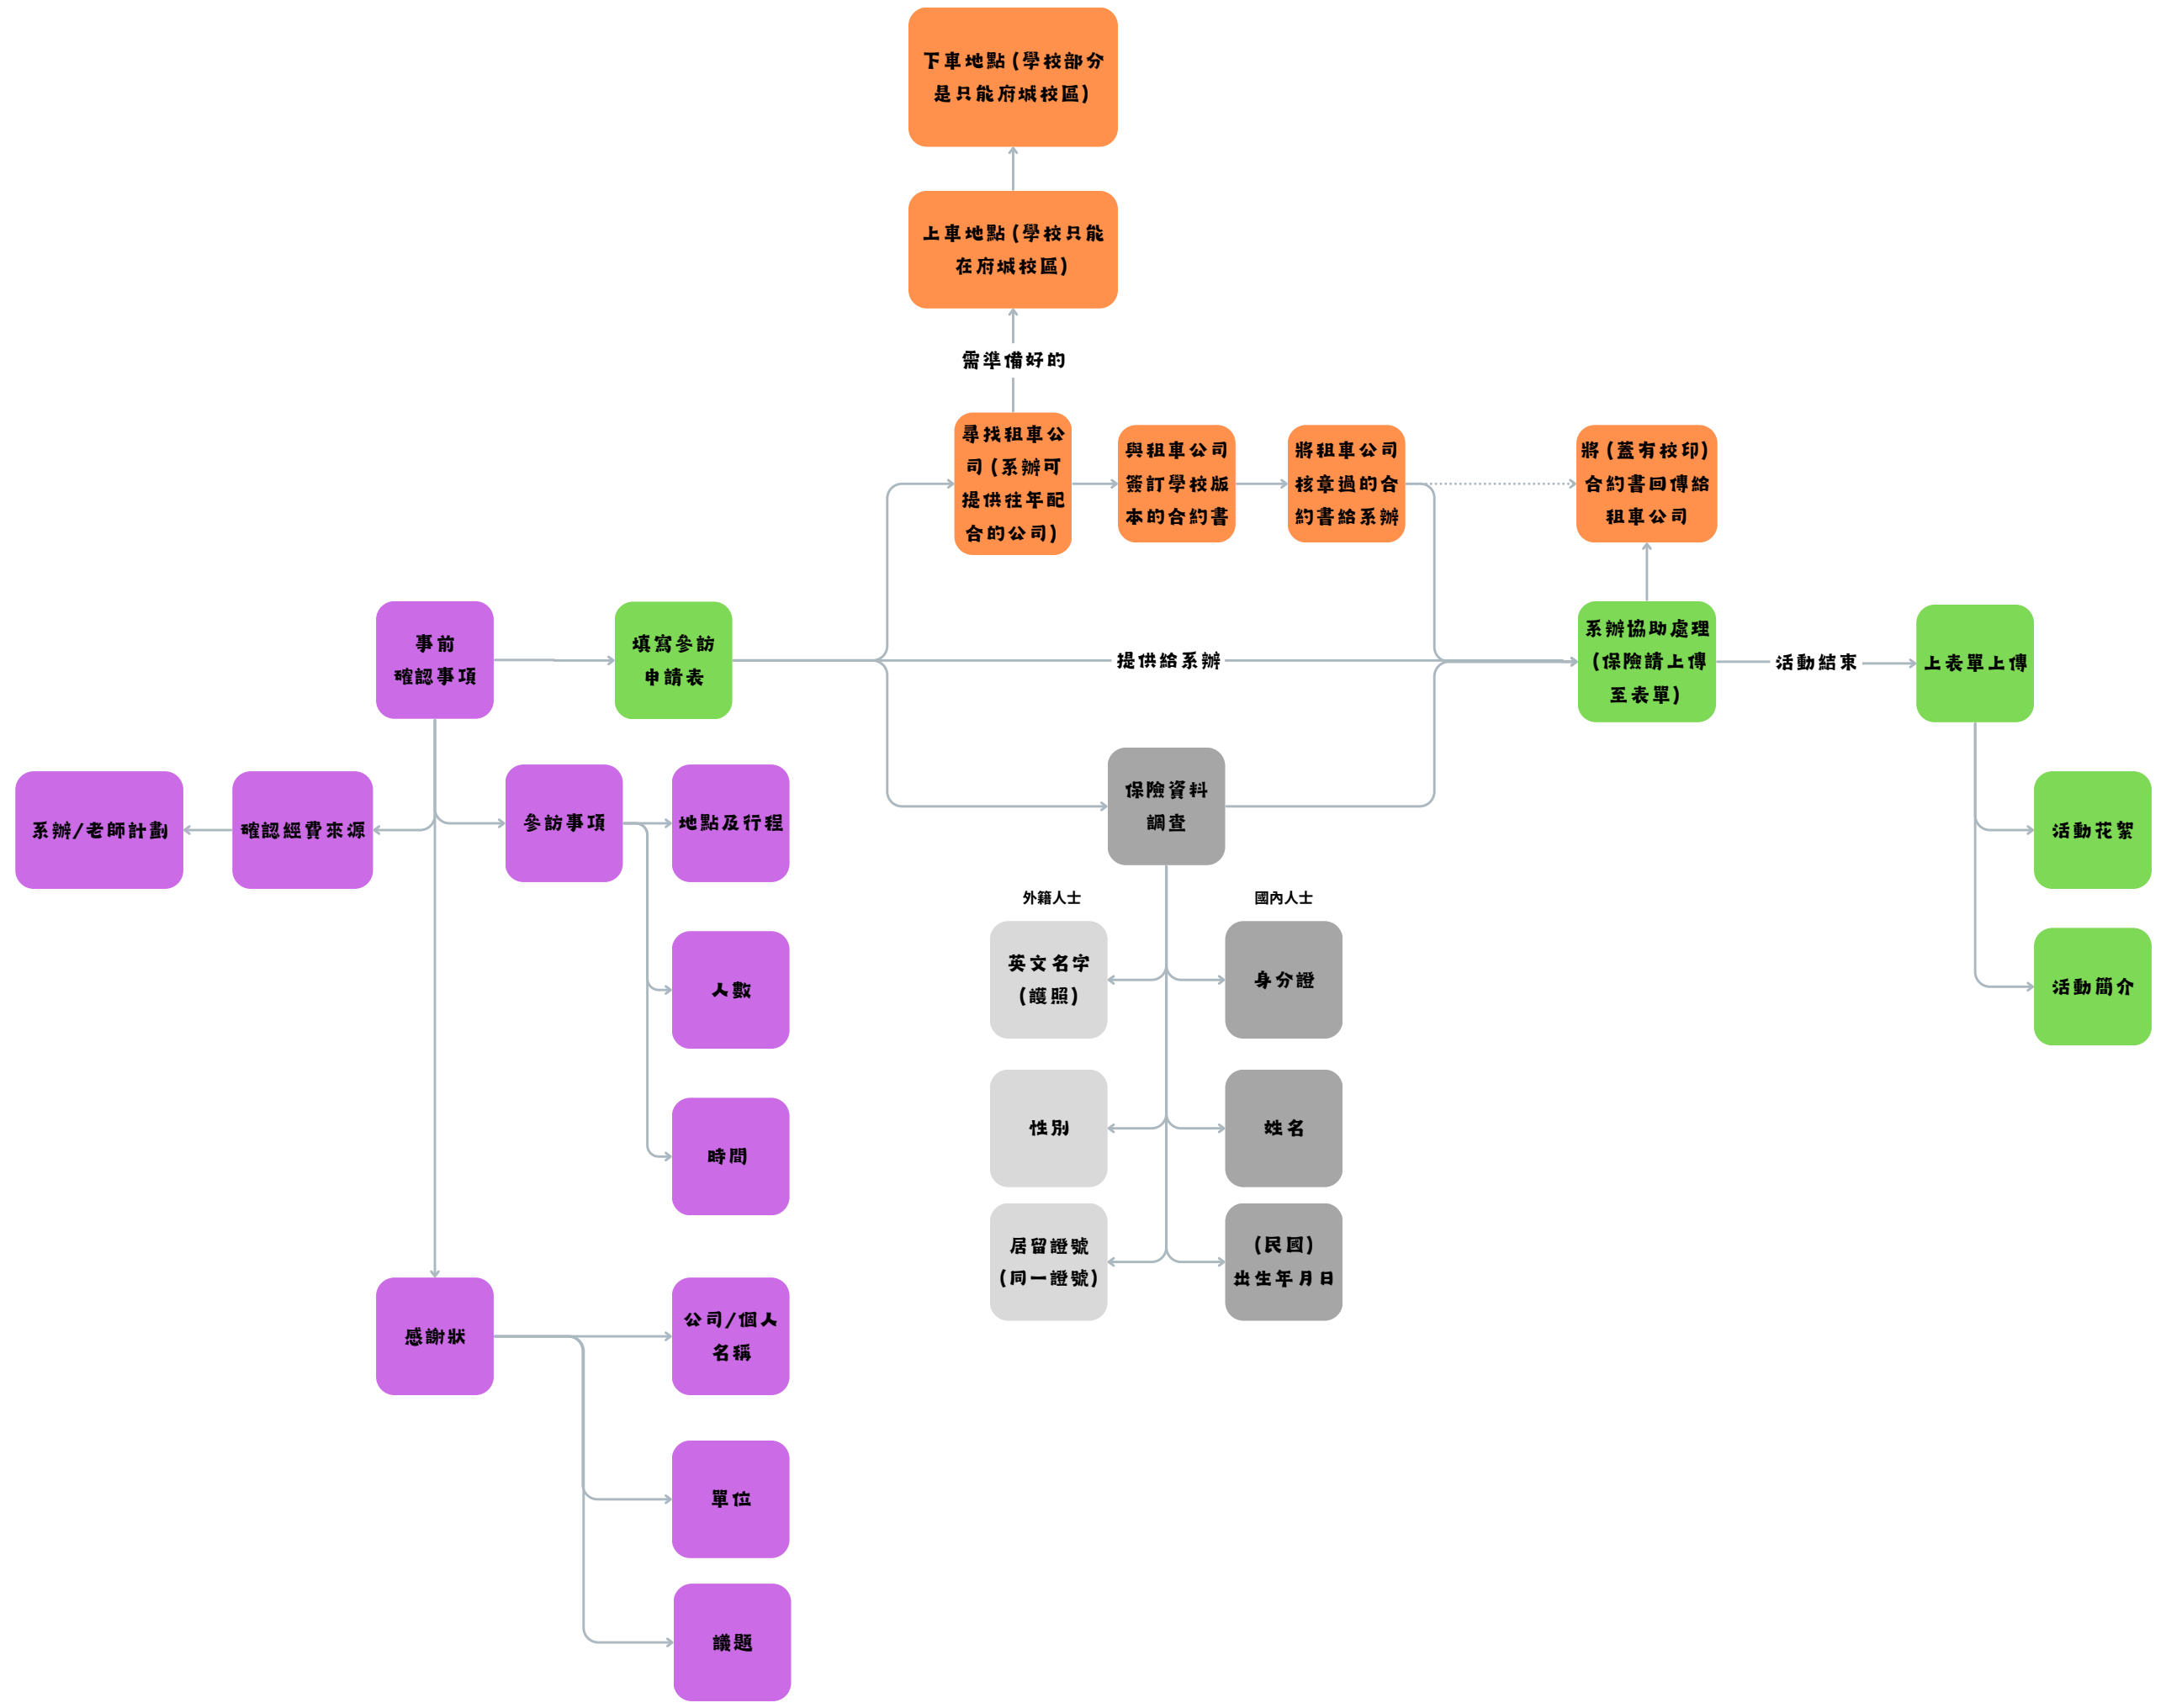 下車地點(學校部分
是只能府城校區)
上車地點(學校只能
在府城校區)
需準備好的
尋找租車公
司(系辦可
提供往年配
合的公司)
與租車公司
簽訂學校版
本的合約書
將租車公司
核章過的合
約書給系辦
將(蓋有校印)
合約書回傳給
租車公司
事前
確認事項
填寫參訪
申請表
提供給系辦
系辦協助處理
(保險請上傳
至表單)
活動結束
上表單上傳
系辦/老師計劃
確認經費來源
參訪事項
地點及行程
人數
時間
保險資料
調查
外籍人士
國內人士
英文名字
(護照)
身分證
性別
姓名
居留證號
(同一證號)
(民國)
出生年月日
活動花絮
活動簡介
感謝狀
公司/個人
名稱
單位
議題